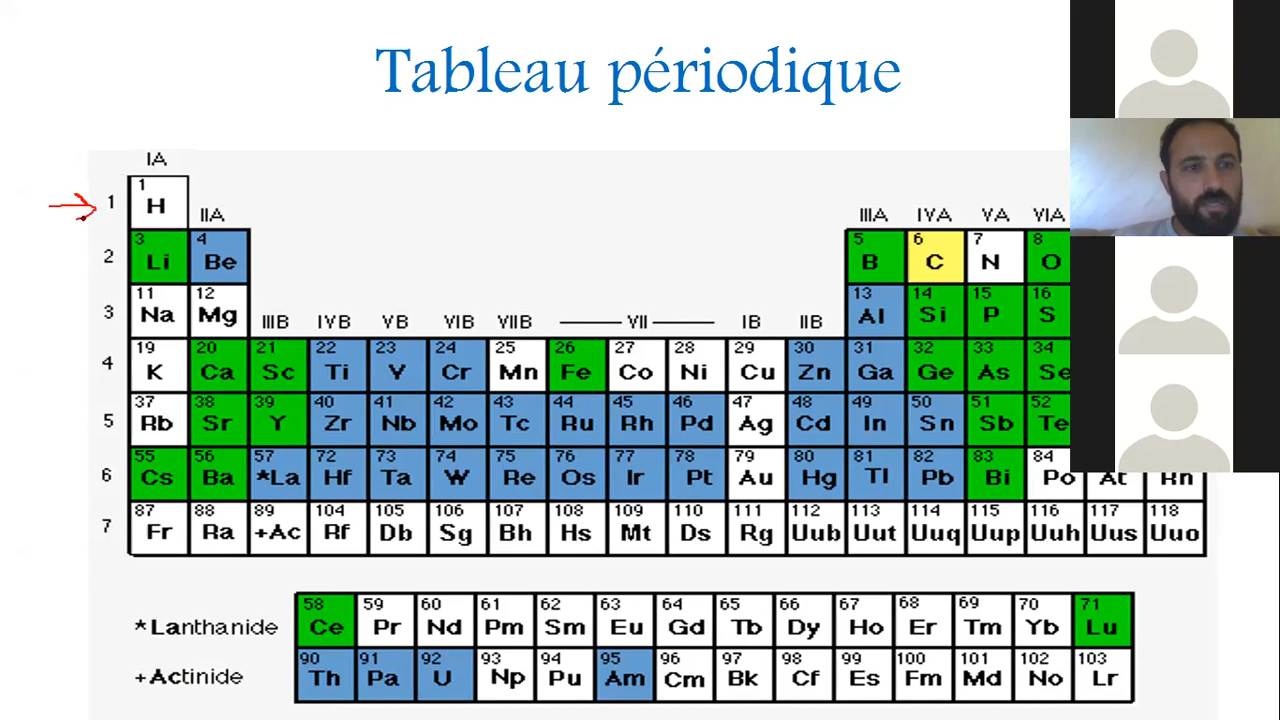 Tableau périodique
IA
1 1 H IIA IIIA IVA VA VIA
2 3 Li 4 Be 5 B 6 C 7 N 8 O
3 11 Na 12 Mg IIIB IVB VB VIB VIIB VII IB IIB 13 Al 14 Si 15 P 16 S
4 19 K 20 Ca 21 Sc 22 Ti 23 V 24 Cr 25 Mn 26 Fe 27 Co 28 Ni 29 Cu 30 Zn 31 Ga 32 Ge 33 As 34 Se
5 37 Rb 38 Sr 39 Y 40 Zr 41 Nb 42 Mo 43 Tc 44 Ru 45 Rh 46 Pd 47 Ag 48 Cd 49 In 50 Sn 51 Sb 52 Te
6 55 Cs 56 Ba 57 *La 72 Hf 73 Ta 74 W 75 Re 76 Os 77 Ir 78 Pt 79 Au 80 Hg 81 Tl 82 Pb 83 Bi 84 Po At Rn
7 87 Fr 88 Ra 89 +Ac 104 Rf 105 Db 106 Sg 107 Bh 108 Hs 109 Mt 110 Ds 111 Rg 112 Uub 113 Uut 114 Uuq 115 Uup 116 Uuh 117 Uus 118 Uuo
*Lanthanide 58 Ce 59 Pr 60 Nd 61 Pm 62 Sm 63 Eu 64 Gd 65 Tb 66 Dy 67 Ho 68 Er 69 Tm 70 Yb 71 Lu
+Actinide 90 Th 91 Pa 92 U 93 Np 94 Pu 95 Am 96 Cm 97 Bk 98 Cf 99 Es 100 Fm 101 Md 102 No 103 Lr